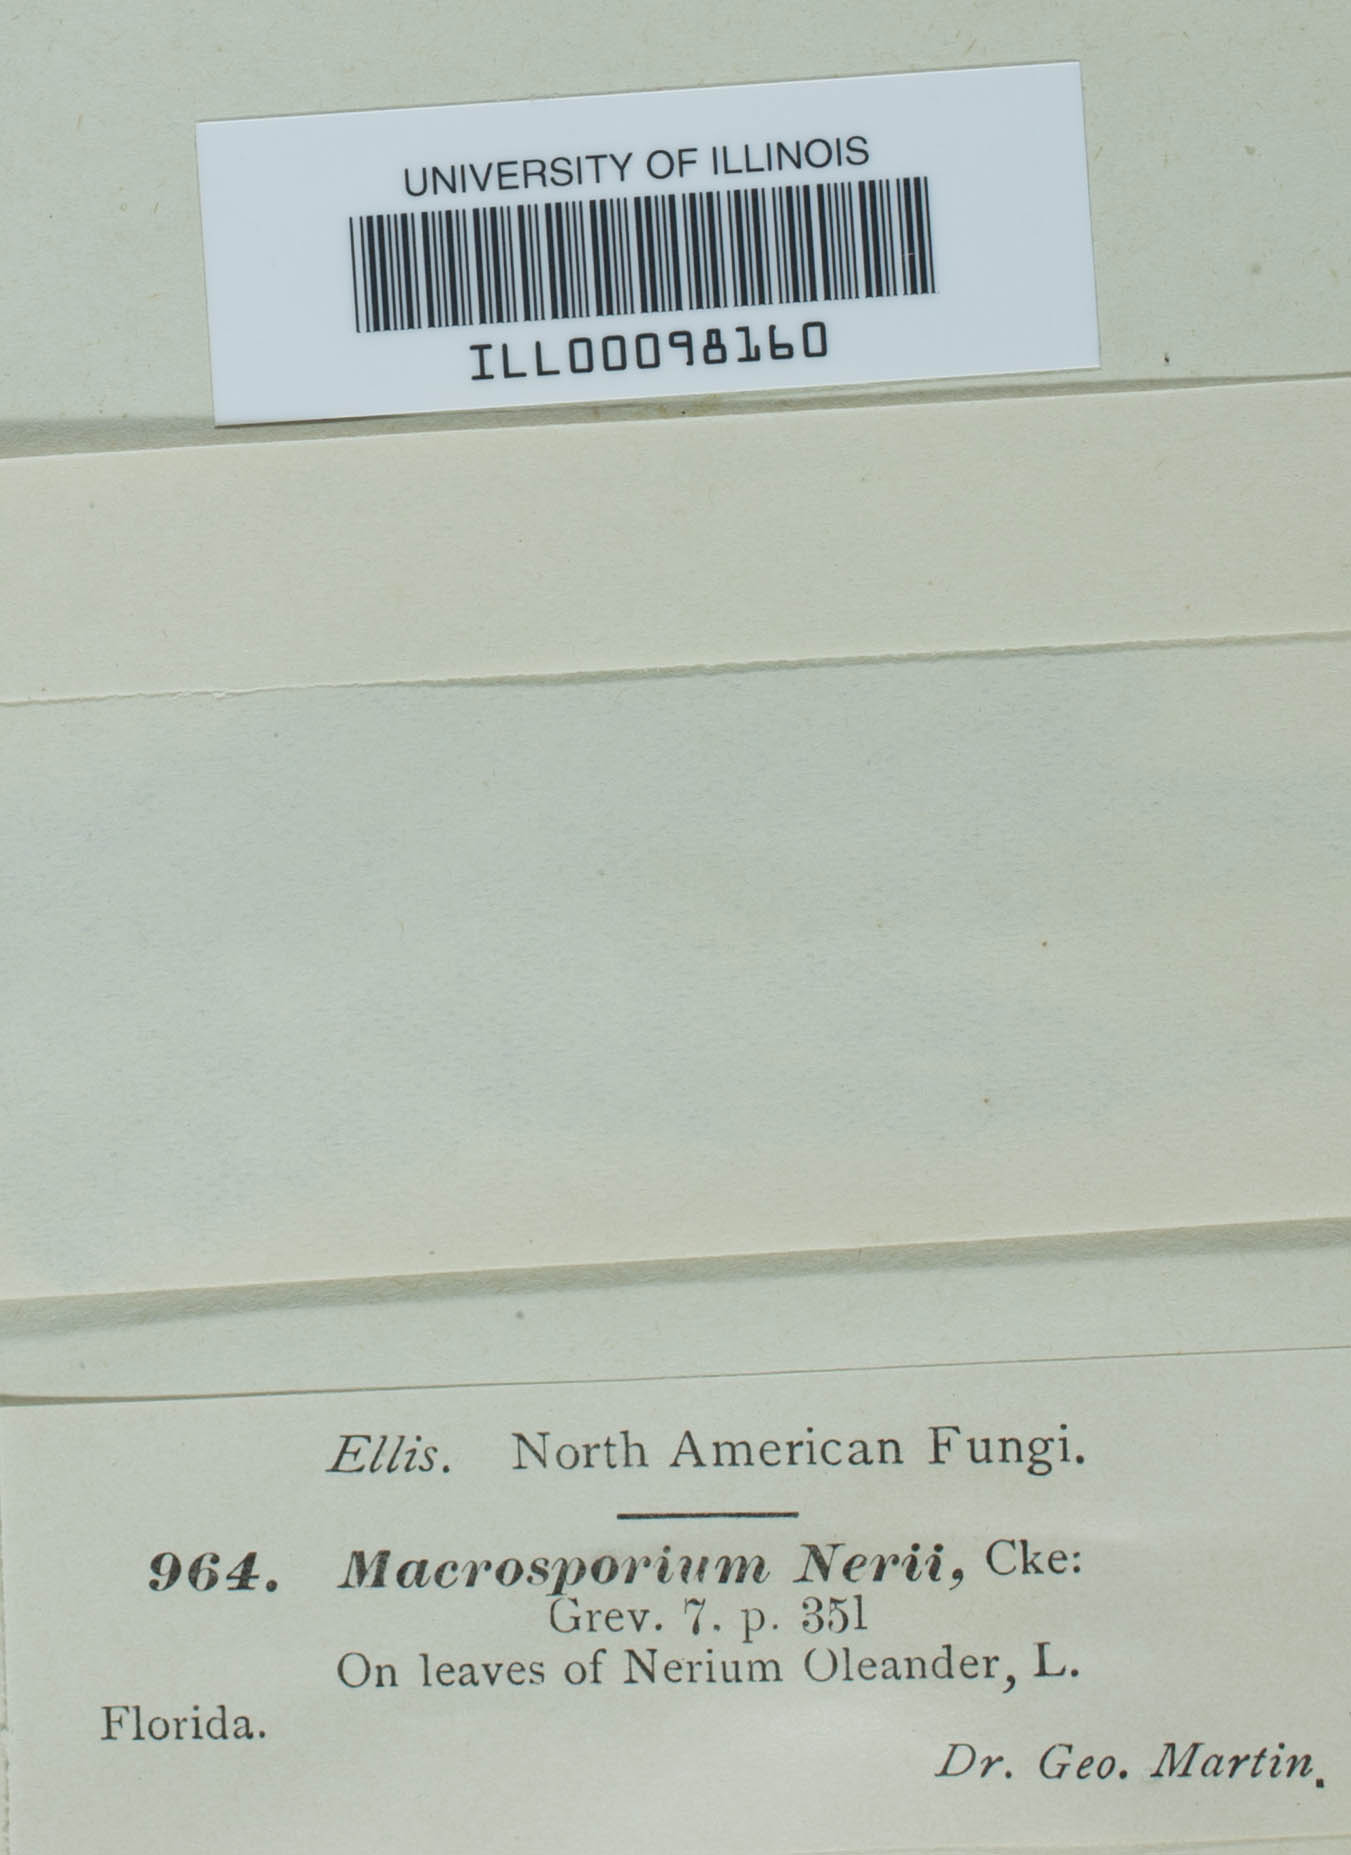 UNIVERSITY OF ILLINOIS
ILL00098160
Ellis. North American Fungi.
964. Macrosporium Nerii, Cke:
Grev. 7. p. 351
On leaves of Nerium Oleander, L.
Florida.
Dr. Geo. Martin.